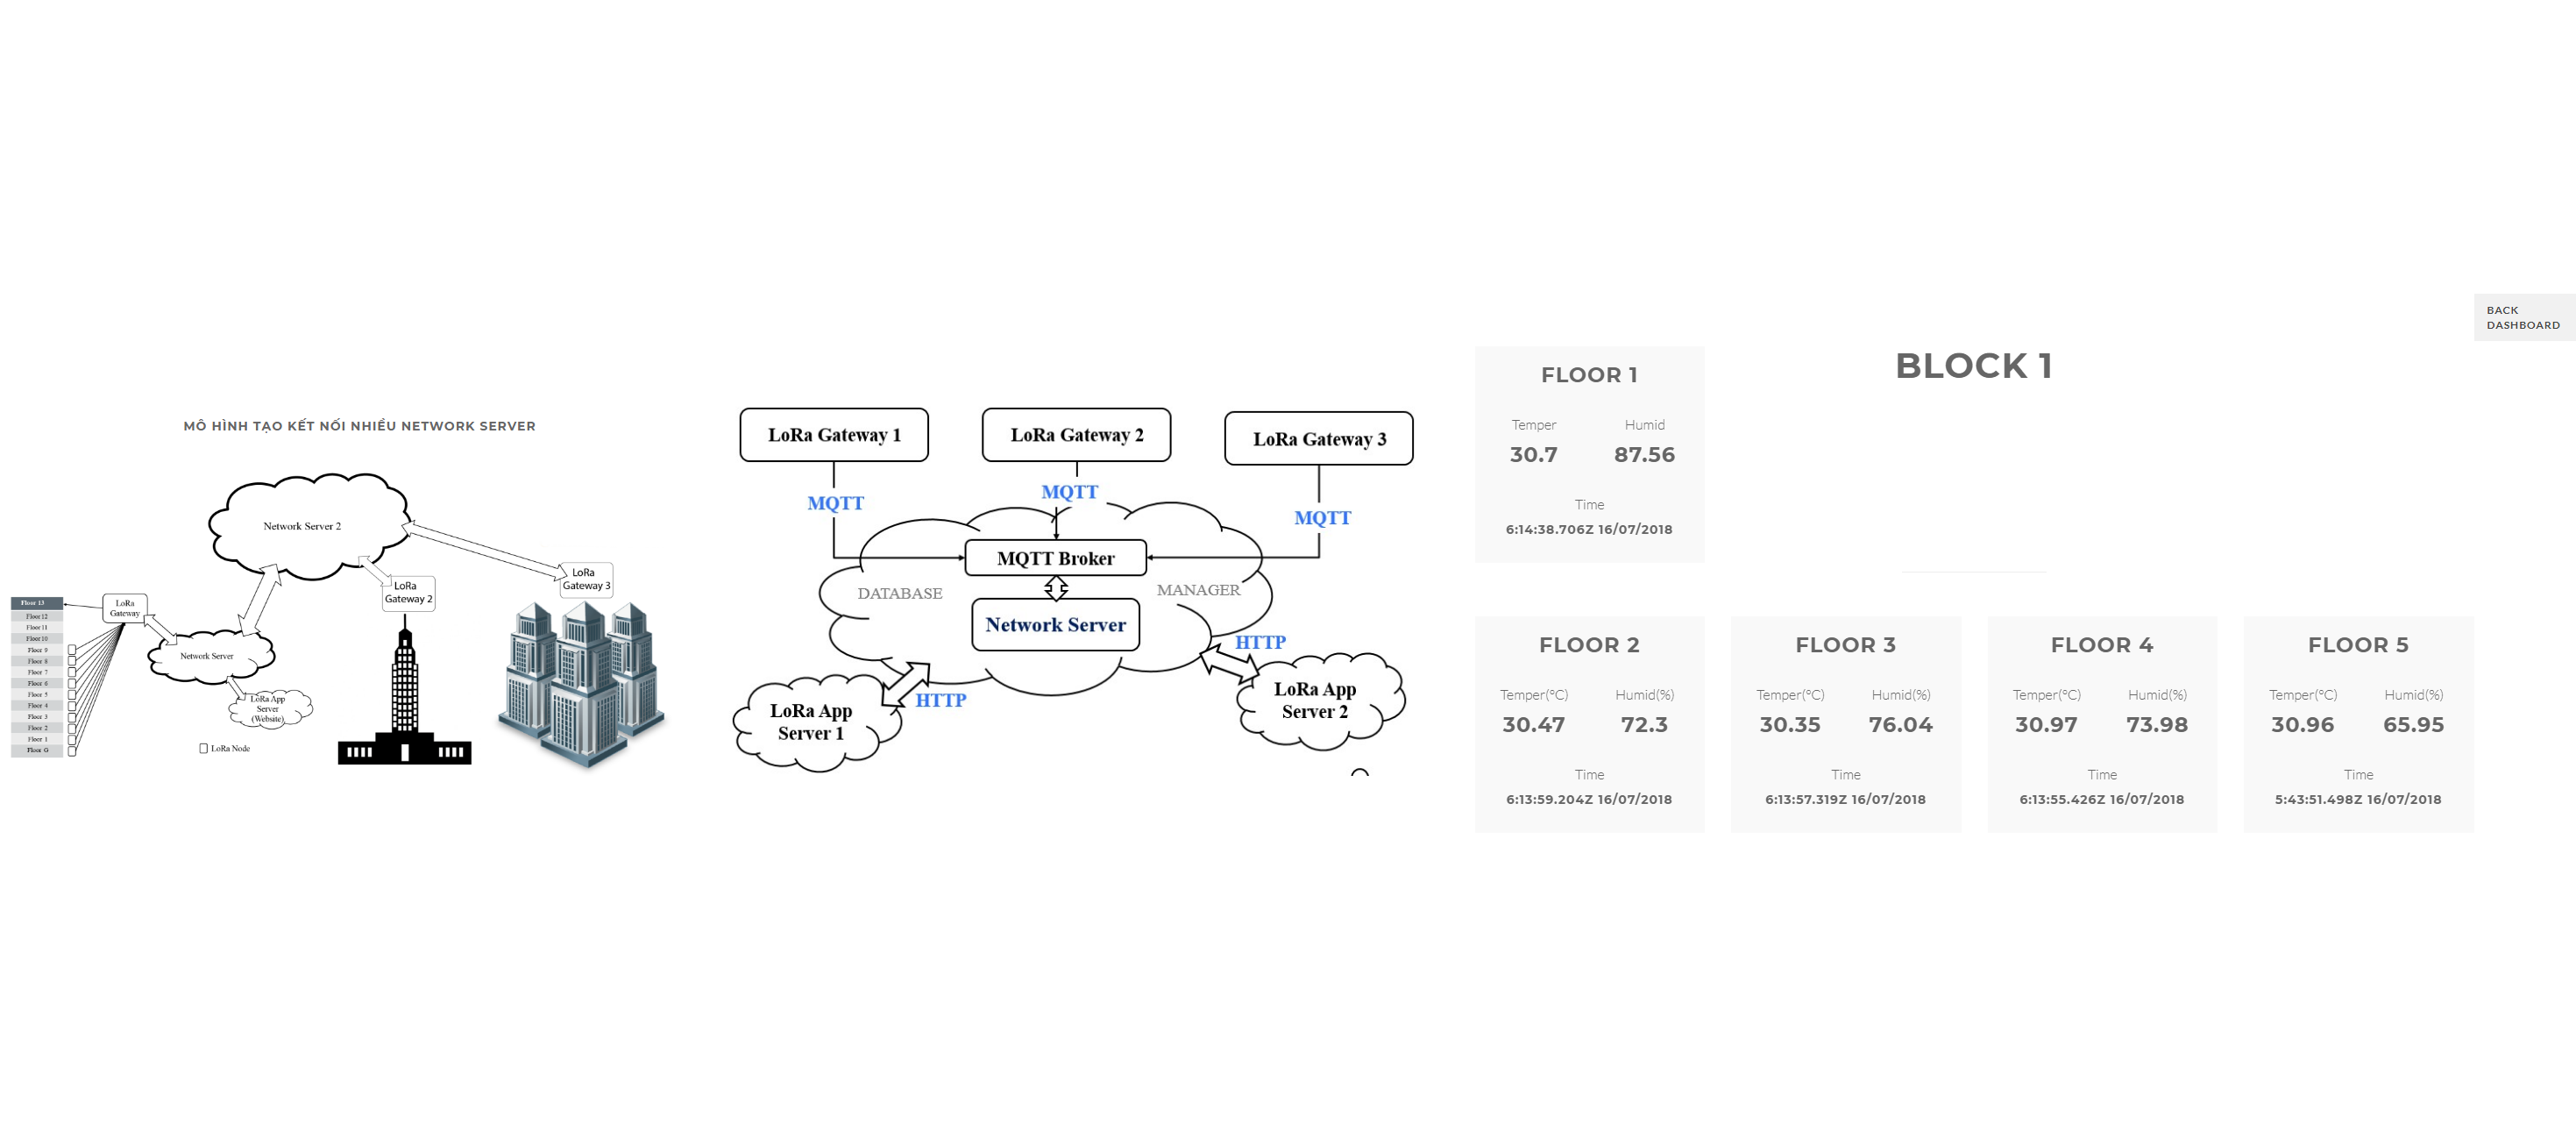 MÔ HÌNH TẠO KẾT NỐI NHIỀU NETWORK SERVER
Network Server 2
LoRa
Gateway 3
LoRa
Gateway 2
LoRa
Gateway
Floor 13
Floor 12
Floor 11
Floor 10
Floor 9
Floor 8
Floor 7
Floor 6
Floor 5
Floor 4
Floor 3
Floor 2
Floor 1
Floor G
Network Server
LoRa App
Server
(Website)
LoRa Node
LoRa Gateway 1
LoRa Gateway 2
LoRa Gateway 3
MQTT
MQTT
MQTT
MQTT Broker
DATABASE
MANAGER
Network Server
HTTP
HTTP
LoRa App
Server 1
LoRa App
Server 2
BACK
DASHBOARD
BLOCK 1
FLOOR 1
Temper Humid
30.7 87.56
Time
6:14:38.706Z 16/07/2018
FLOOR 2
Temper(°C) Humid(%)
30.47 72.3
Time
6:13:59.204Z 16/07/2018
FLOOR 3
Temper(°C) Humid(%)
30.35 76.04
Time
6:13:57.319Z 16/07/2018
FLOOR 4
Temper(°C) Humid(%)
30.97 73.98
Time
6:13:55.426Z 16/07/2018
FLOOR 5
Temper(°C) Humid(%)
30.96 65.95
Time
5:43:51.498Z 16/07/2018